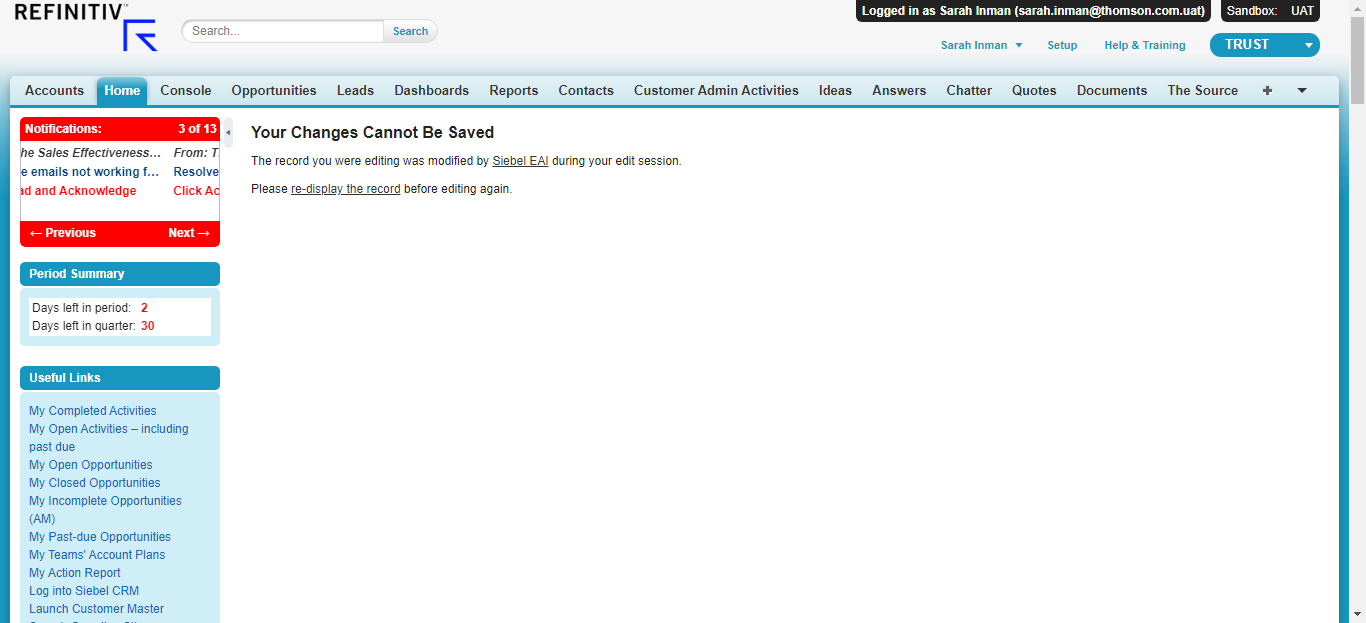 REFINITIV™
Search...
Search
Logged in as Sarah Inman (sarah.inman@thomson.com.uat)
Sandbox: UAT
Sarah Inman
Setup
Help & Training
TRUST
Accounts Home Console Opportunities Leads Dashboards Reports Contacts Customer Admin Activities Ideas Answers Chatter Quotes Documents The Source +
Notifications: 3 of 13
he Sales Effectiveness... From: T
e emails not working f... Resolve
ad and Acknowledge Click Ac
← Previous Next →
Period Summary
Days left in period: 2
Days left in quarter: 30
Useful Links
My Completed Activities
My Open Activities – including
past due
My Open Opportunities
My Closed Opportunities
My Incomplete Opportunities
(AM)
My Past-due Opportunities
My Teams' Account Plans
My Action Report
Log into Siebel CRM
Launch Customer Master
Your Changes Cannot Be Saved
The record you were editing was modified by Siebel EAI during your edit session.
Please re-display the record before editing again.